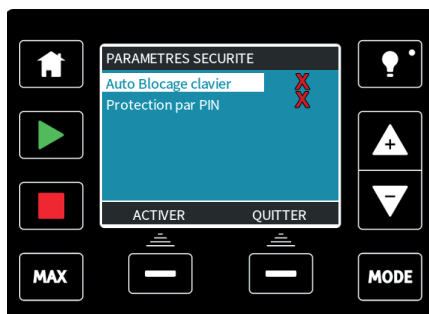 PARAMETRES SECURITE
Auto Blocage clavier X
Protection par PIN X
ACTIVER QUITTER
MAX MODE